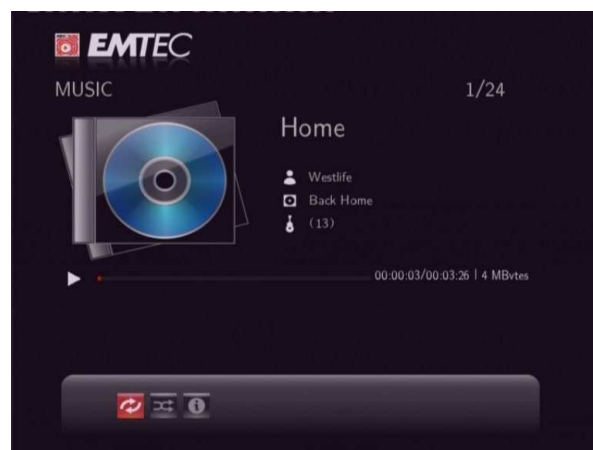 EMTEC
MUSIC
1/24
Home
Westlife
Back Home
(13)
00:00:03/00:03:26 | 4 MBytes